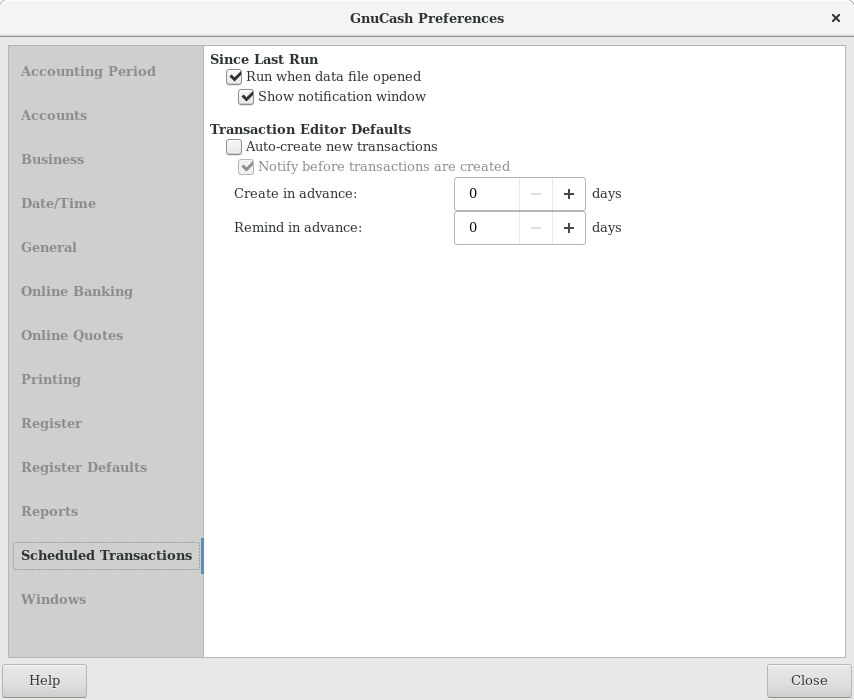 GnuCash Preferences
Accounting Period
Accounts
Business
Date/Time
General
Online Banking
Online Quotes
Printing
Register
Register Defaults
Reports
Scheduled Transactions
Windows
Since Last Run
Run when data file opened
Show notification window
Transaction Editor Defaults
Auto-create new transactions
Notify before transactions are created
Create in advance: 0 days
Remind in advance: 0 days
Help
Close